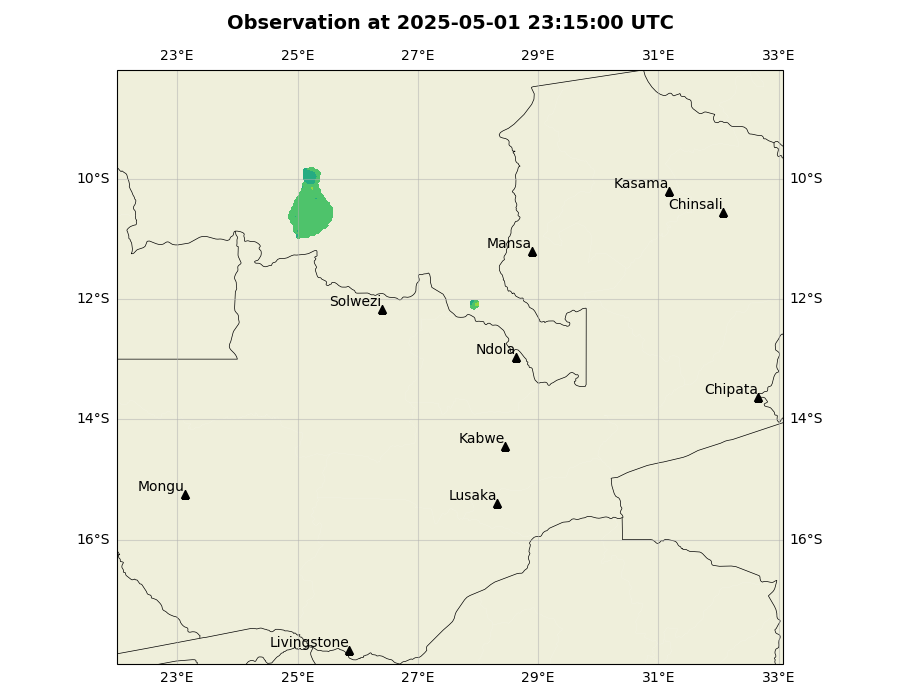 Observation at 2025-05-01 23:15:00 UTC
23°E 25°E 27°E 29°E 31°E 33°E
10°S 10°S
Kasama
Chinsali
Mansa
12°S 12°S
Solwezi
Ndola
Chipata
14°S 14°S
Kabwe
Mongu
Lusaka
16°S 16°S
Livingstone
23°E 25°E 27°E 29°E 31°E 33°E